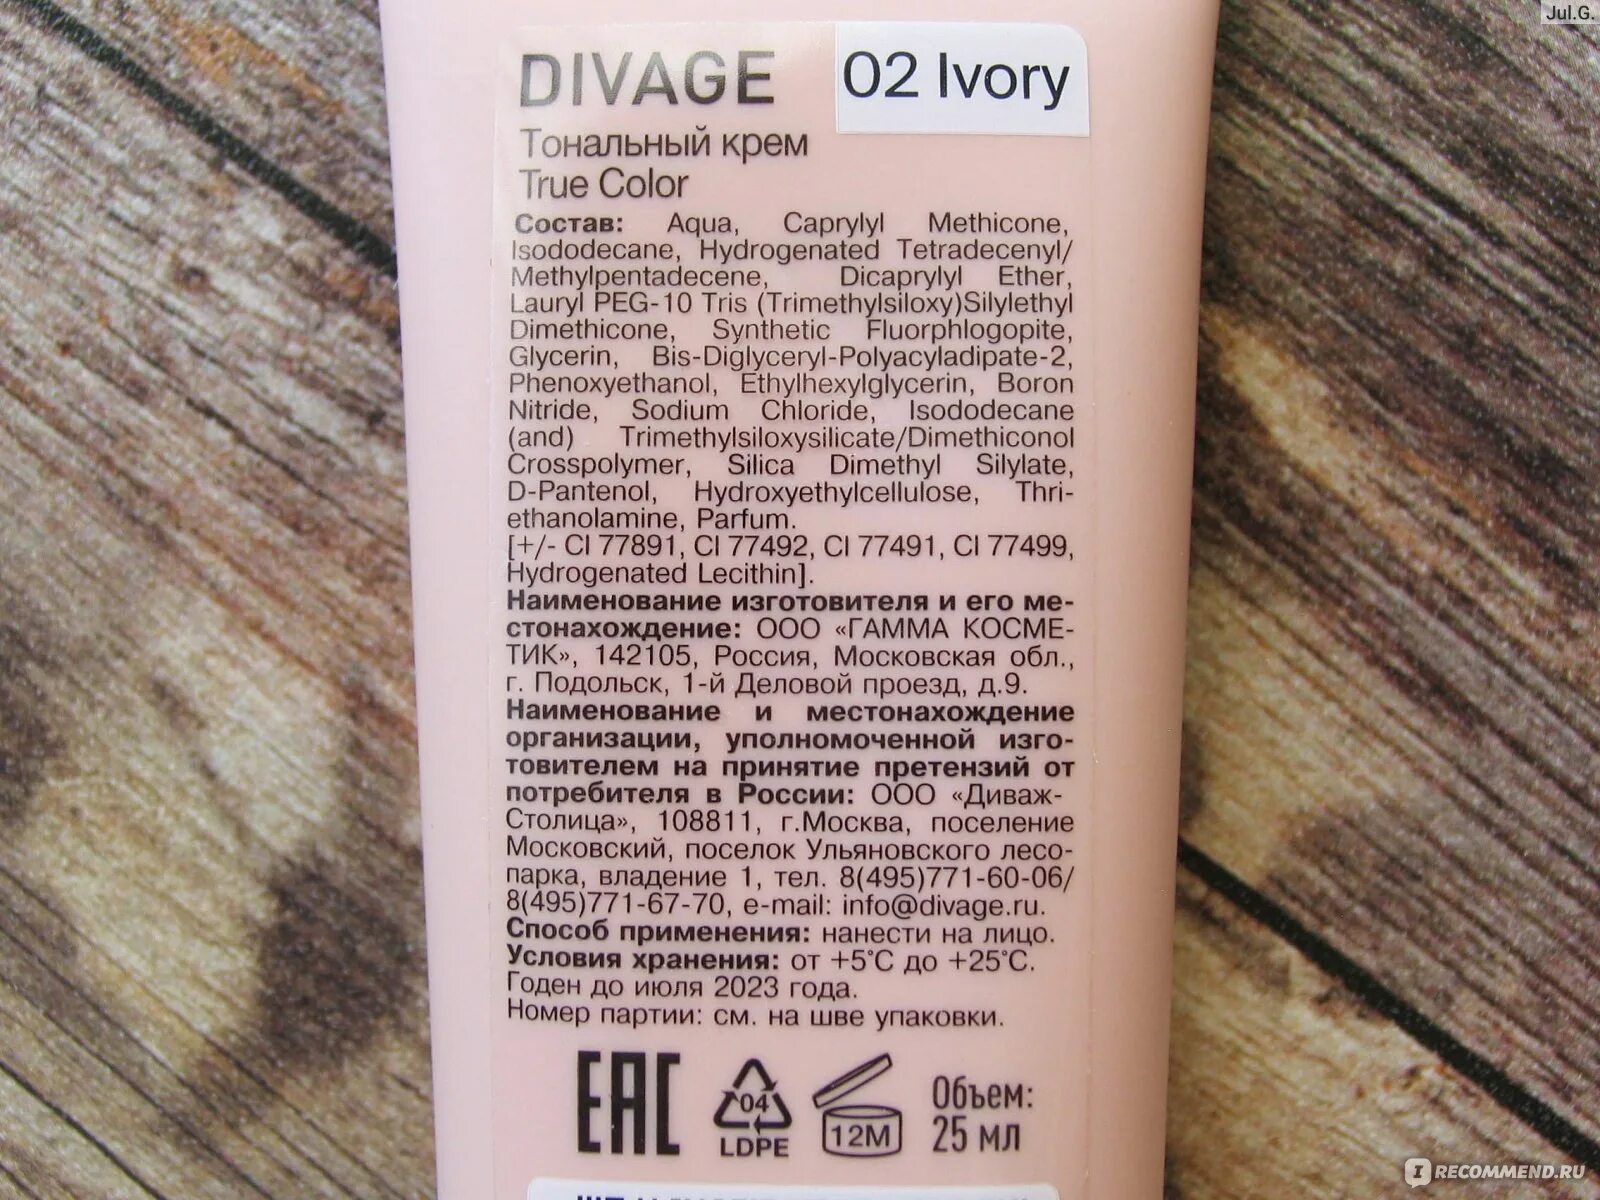 Jul.G.
DIVAGE
02 Ivory
Тональный крем
True Color
Состав: Aqua, Caprylyl Methicone,
Isododecane, Hydrogenated Tetradecenyl/
Methylpentadecene, Dicaprylyl Ether,
Lauryl PEG-10 Tris (Trimethylsiloxy)Silylethyl
Dimethicone, Synthetic Fluorphlogopite,
Glycerin, Bis-Diglyceryl-Polyacyladipate-2,
Phenoxyethanol, Ethylhexylglycerin, Boron
Nitride, Sodium Chloride, Isododecane
(and) Trimethylsiloxysilicate/Dimethiconol
Crosspolymer, Silica Dimethyl Silylate,
D-Pantenol, Hydroxyethylcellulose, Thri-
ethanolamine, Parfum.
[+/- CI 77891, CI 77492, CI 77491, CI 77499,
Hydrogenated Lecithin].
Наименование изготовителя и его ме-
стонахождение: ООО «ГАММА КОСМЕ-
ТИК», 142105, Россия, Московская обл.,
г. Подольск, 1-й Деловой проезд, д.9.
Наименование и местонахождение
организации, уполномоченной изго-
товителем на принятие претензий от
потребителя в России: ООО «Диваж-
Столица», 108811, г.Москва, поселение
Московский, поселок Ульяновского лесо-
парка, владение 1, тел. 8(495)771-60-06/
8(495)771-67-70, e-mail: info@divage.ru.
Способ применения: нанести на лицо.
Условия хранения: от +5°C до +25°C.
Годен до июля 2023 года.
Номер партии: см. на шве упаковки.
EAC
04
LDPE
12M
Объем:
25 мл
IRECOMMEND.RU